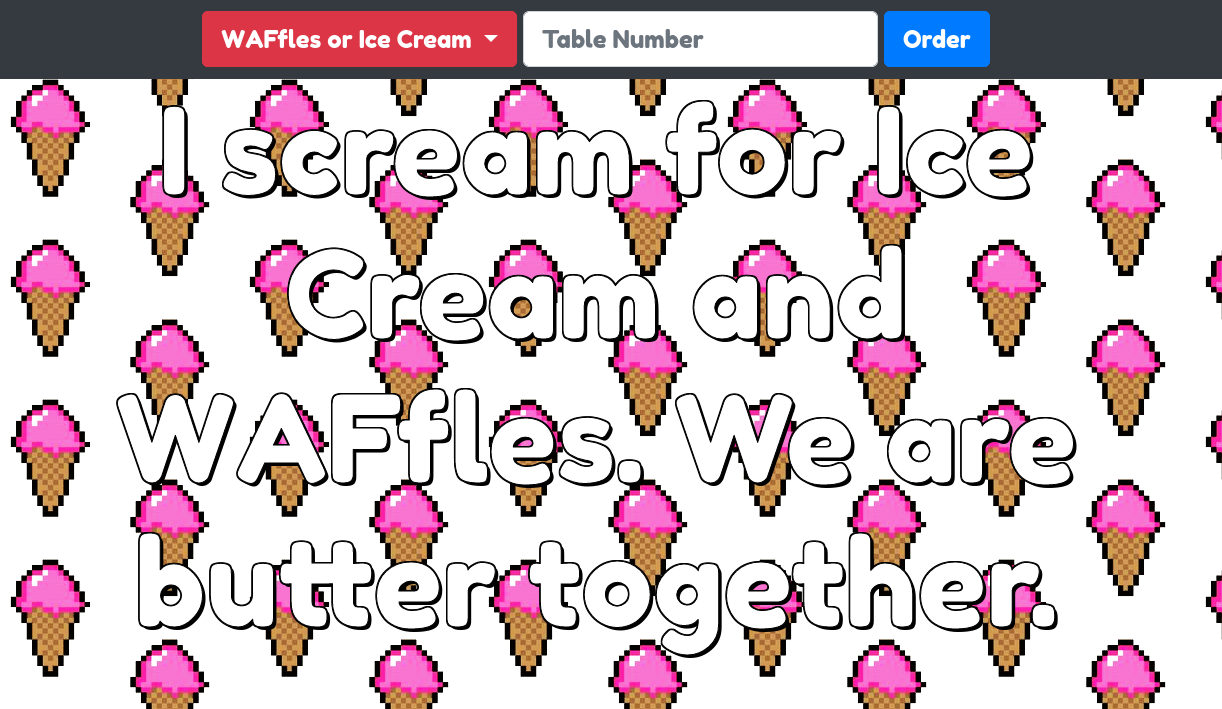 WAFfles or Ice Cream Table Number Order
I scream for Ice
Cream and
WAFfles. We are
butter together.